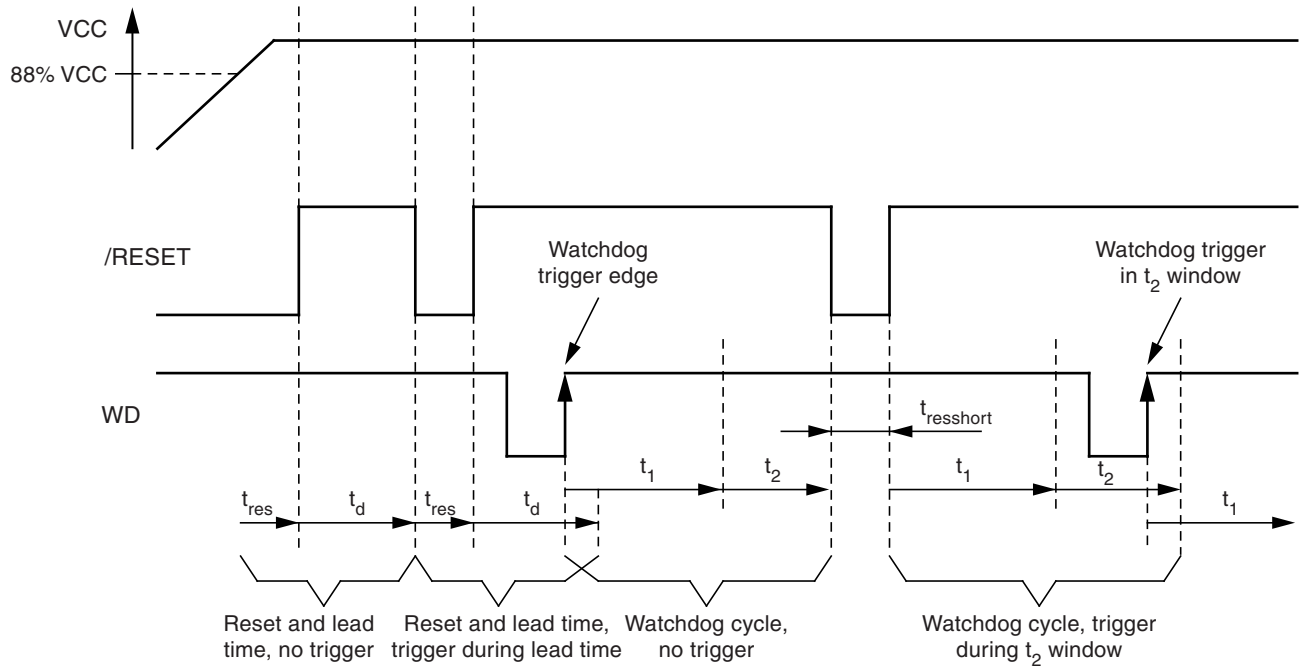 VCC
88% VCC
/RESET
Watchdog
trigger edge
Watchdog trigger
in t2 window
WD
tresshort
t1
t2
t1
t2
tres
td
tres
td
t1
Reset and lead
time, no trigger
Reset and lead time,
trigger during lead time
Watchdog cycle,
no trigger
Watchdog cycle, trigger
during t2 window